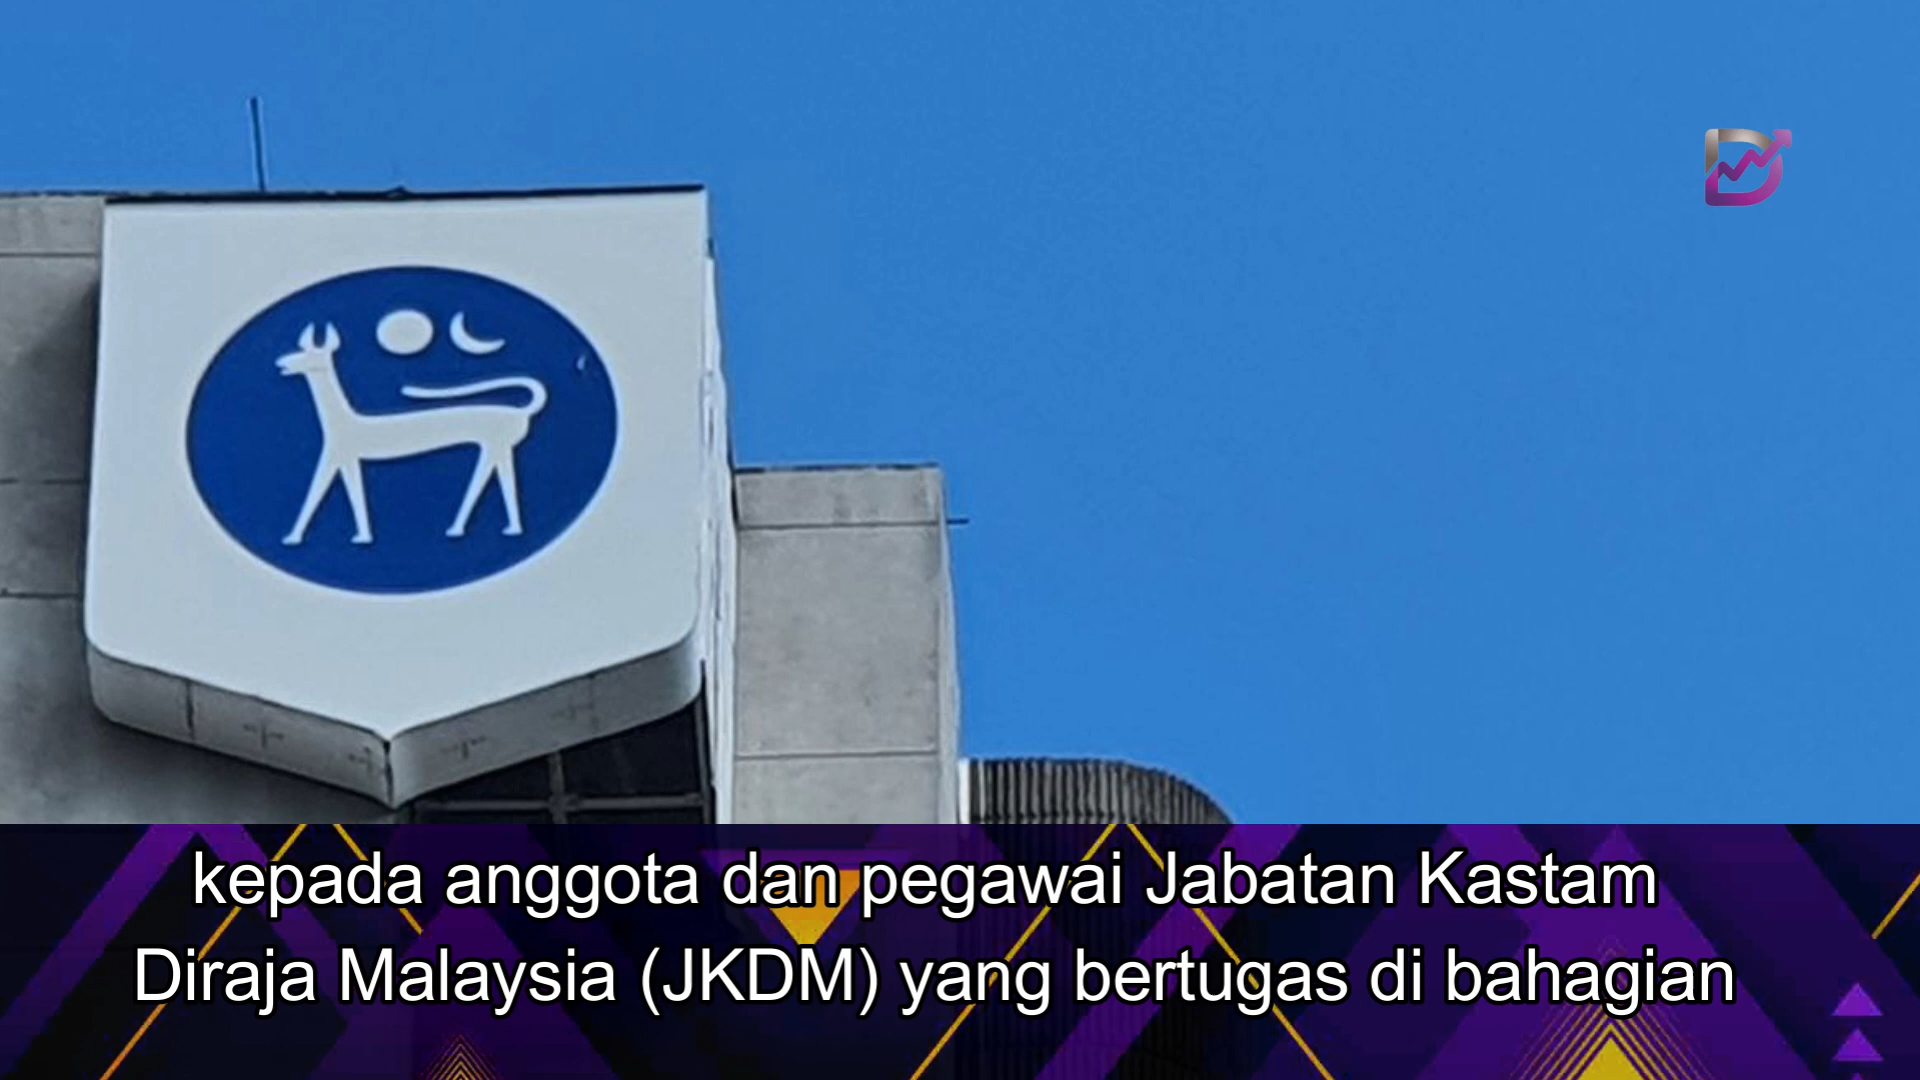 kepada anggota dan pegawai Jabatan Kastam
Diraja Malaysia (JKDM) yang bertugas di bahagian